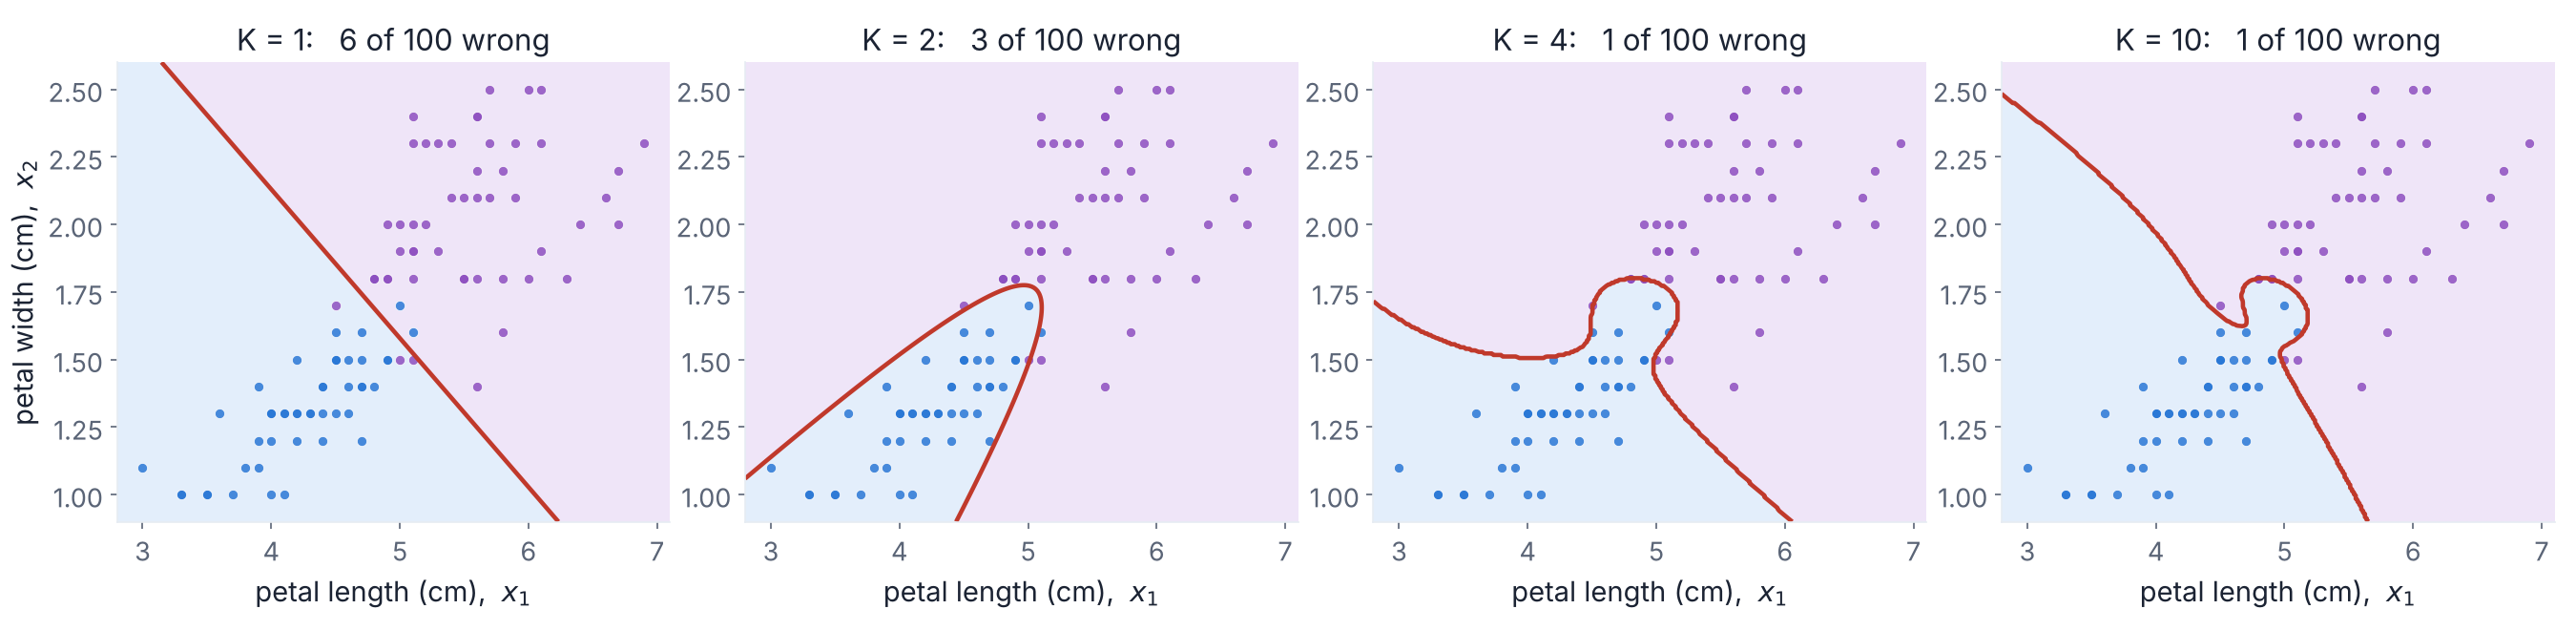 K = 1:   6 of 100 wrong
2.50
2.25
2.00
1.75
1.50
1.25
1.00
petal width (cm),  x₂
3 4 5 6 7
petal length (cm),  x₁
K = 2:   3 of 100 wrong
2.50
2.25
2.00
1.75
1.50
1.25
1.00
3 4 5 6 7
petal length (cm),  x₁
K = 4:   1 of 100 wrong
2.50
2.25
2.00
1.75
1.50
1.25
1.00
3 4 5 6 7
petal length (cm),  x₁
K = 10:   1 of 100 wrong
2.50
2.25
2.00
1.75
1.50
1.25
1.00
3 4 5 6 7
petal length (cm),  x₁